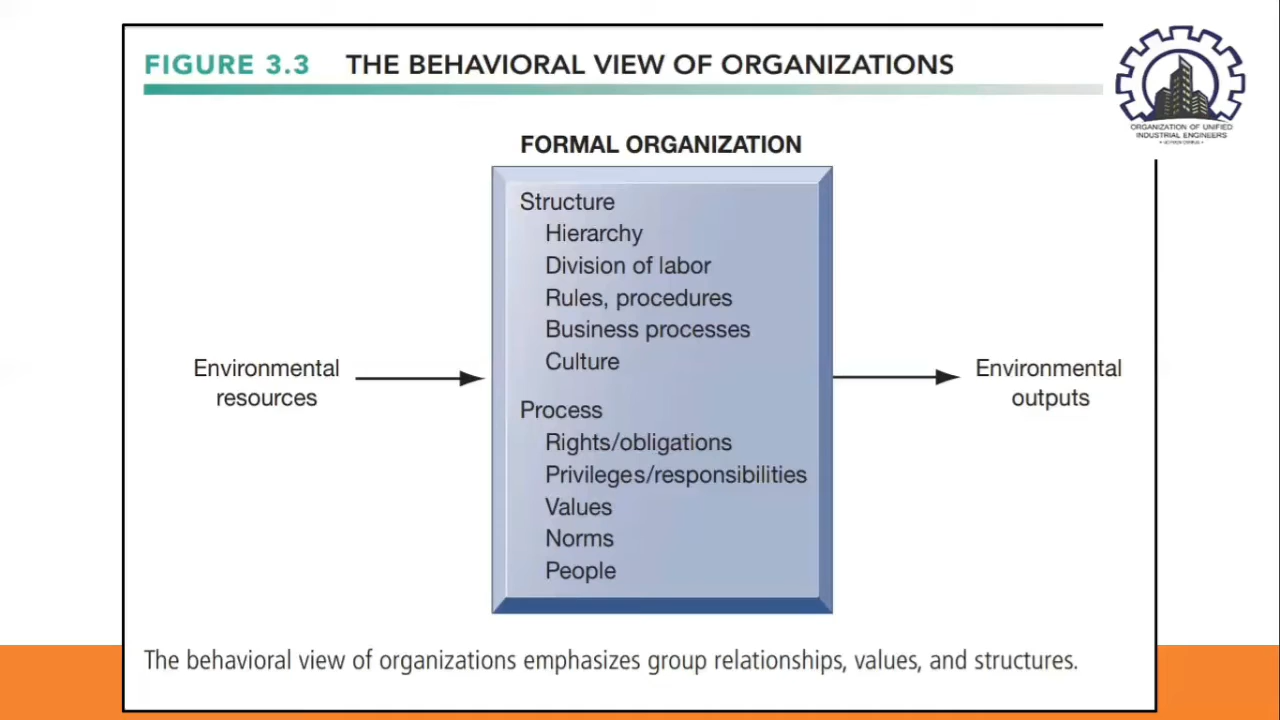 FIGURE 3.3 THE BEHAVIORAL VIEW OF ORGANIZATIONS
ORGANIZATION OF UNIFIED
INDUSTRIAL ENGINEERS
FORMAL ORGANIZATION
Structure
Hierarchy
Division of labor
Rules, procedures
Business processes
Culture
Environmental
resources
Environmental
outputs
Process
Rights/obligations
Privileges/responsibilities
Values
Norms
People
The behavioral view of organizations emphasizes group relationships, values, and structures.